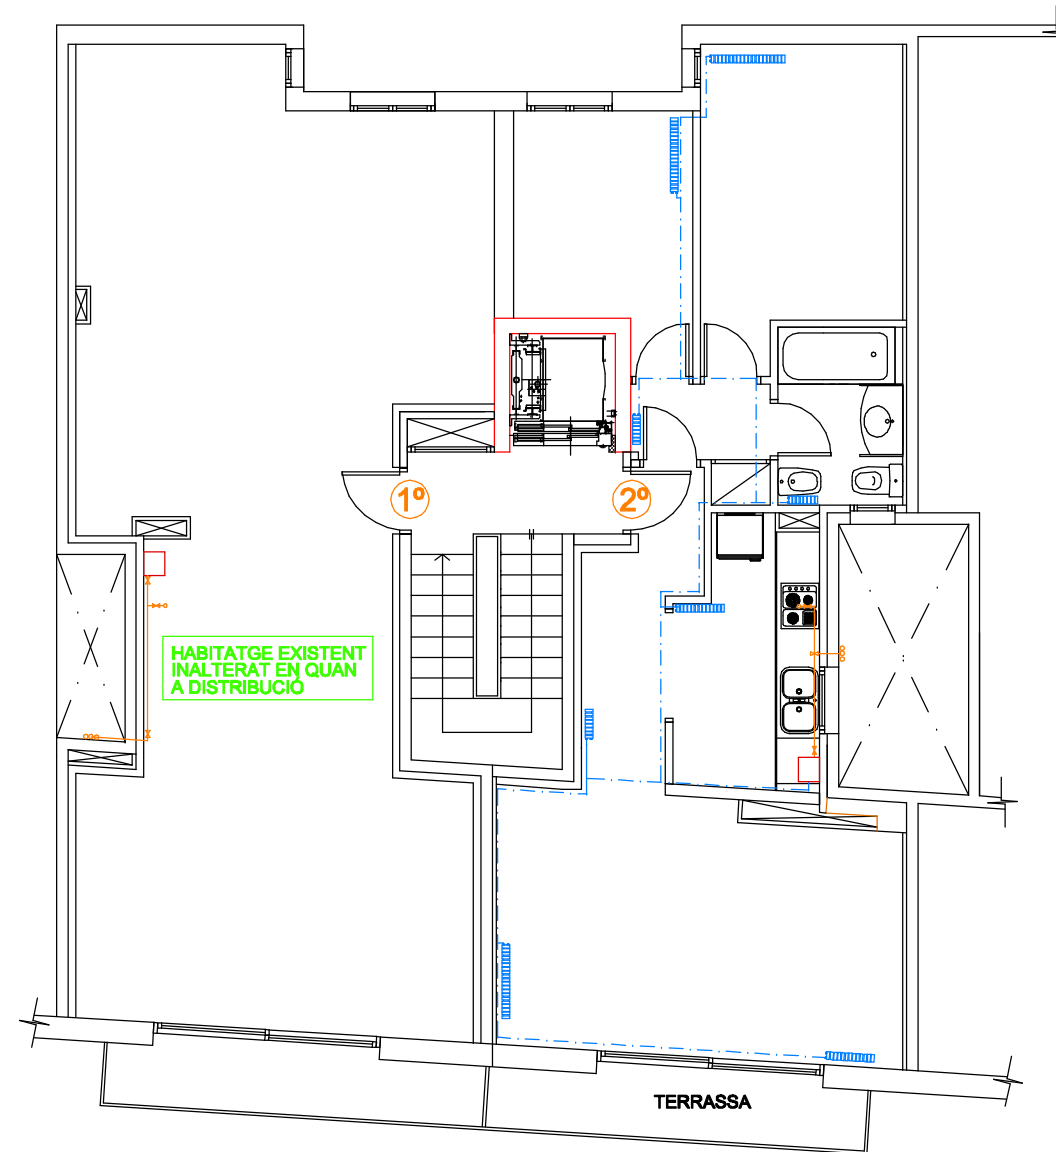 1º
2º
HABITATGE EXISTENT
INALTERAT EN QUAN
A DISTRIBUCIÓ
TERRASSA